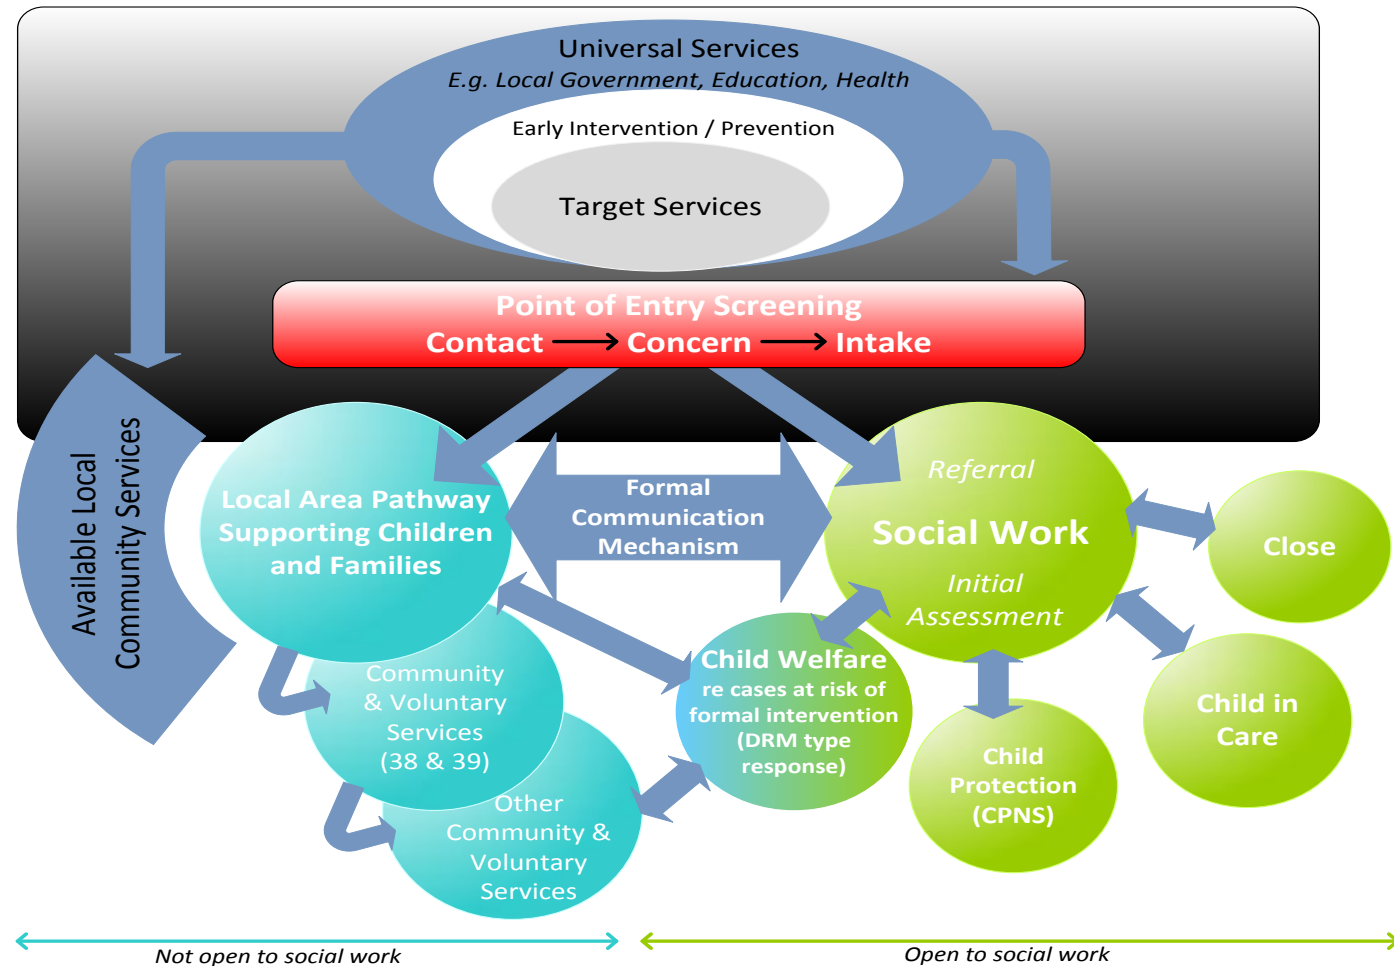 Universal Services
E.g. Local Government, Education, Health
Early Intervention / Prevention
Target Services
Point of Entry Screening
Contact → Concern → Intake
Available Local
Community Services
Local Area Pathway
Supporting Children
and Families
Formal
Communication
Mechanism
Referral
Social Work
Initial
Assessment
Close
Community
& Voluntary
Services
(38 & 39)
Child Welfare
re cases at risk of
formal intervention
(DRM type
response)
Child in
Care
Child
Protection
(CPNS)
Other
Community &
Voluntary
Services
Not open to social work
Open to social work